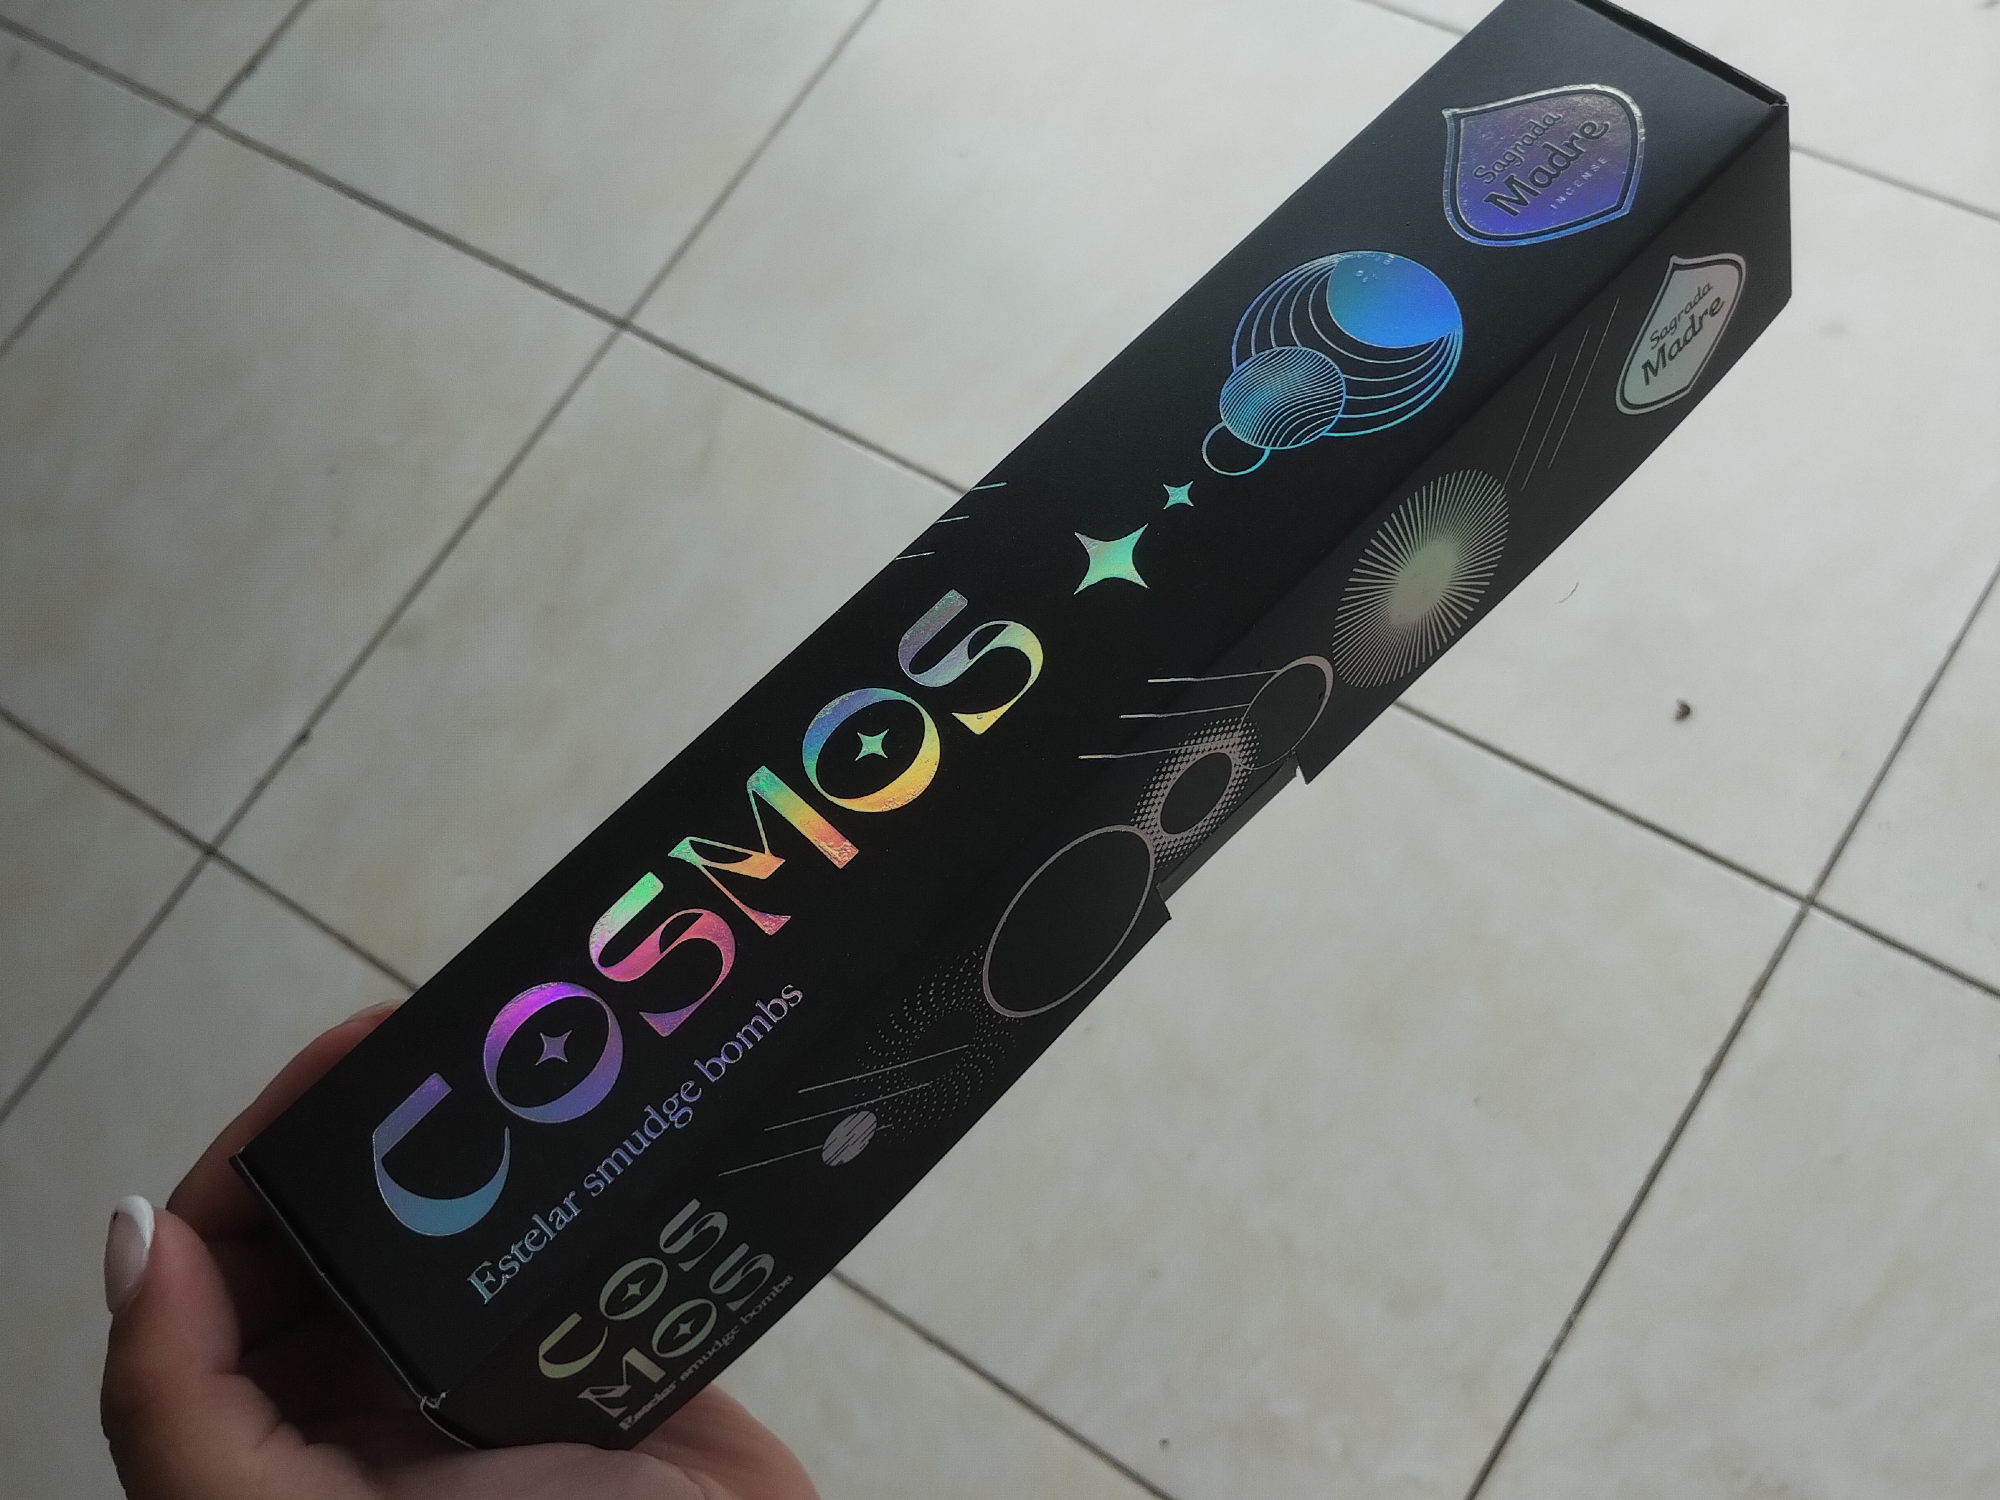 Sagrada
Madre
INCENSE
COSMOS
Estelar smudge bombs
Sagrada
Madre
COS
MOS
Estelar smudge bombs